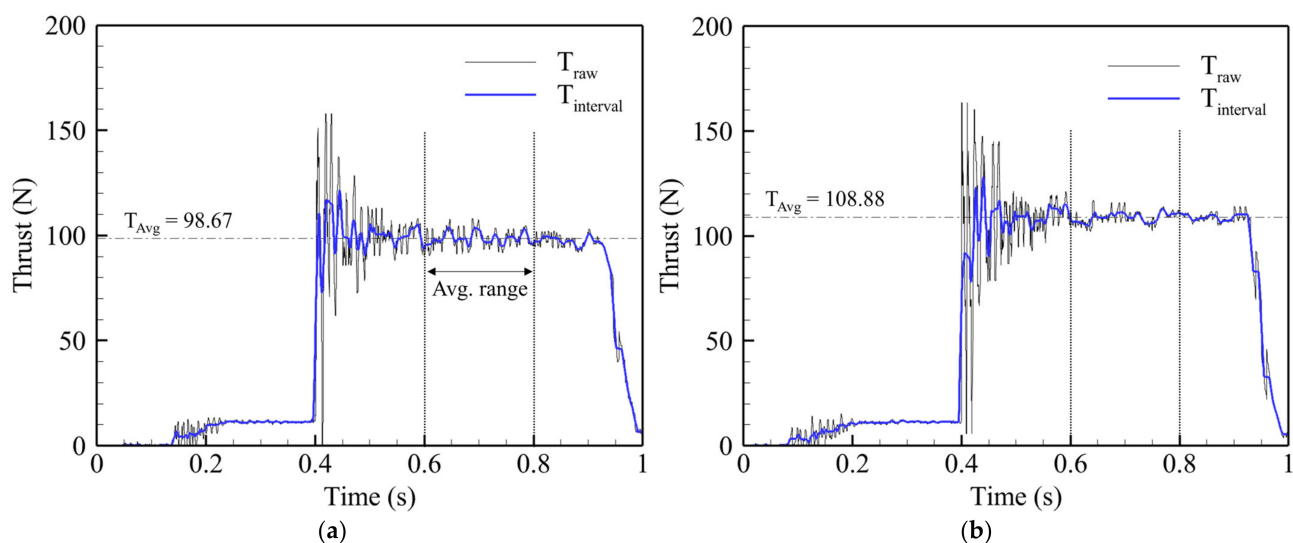 200
150
100
50
0
Thrust (N)
T_raw
T_interval
T_Avg = 98.67
Avg. range
0 0.2 0.4 0.6 0.8 1
Time (s)
(a)
200
150
100
50
0
Thrust (N)
T_raw
T_interval
T_Avg = 108.88
0 0.2 0.4 0.6 0.8 1
Time (s)
(b)